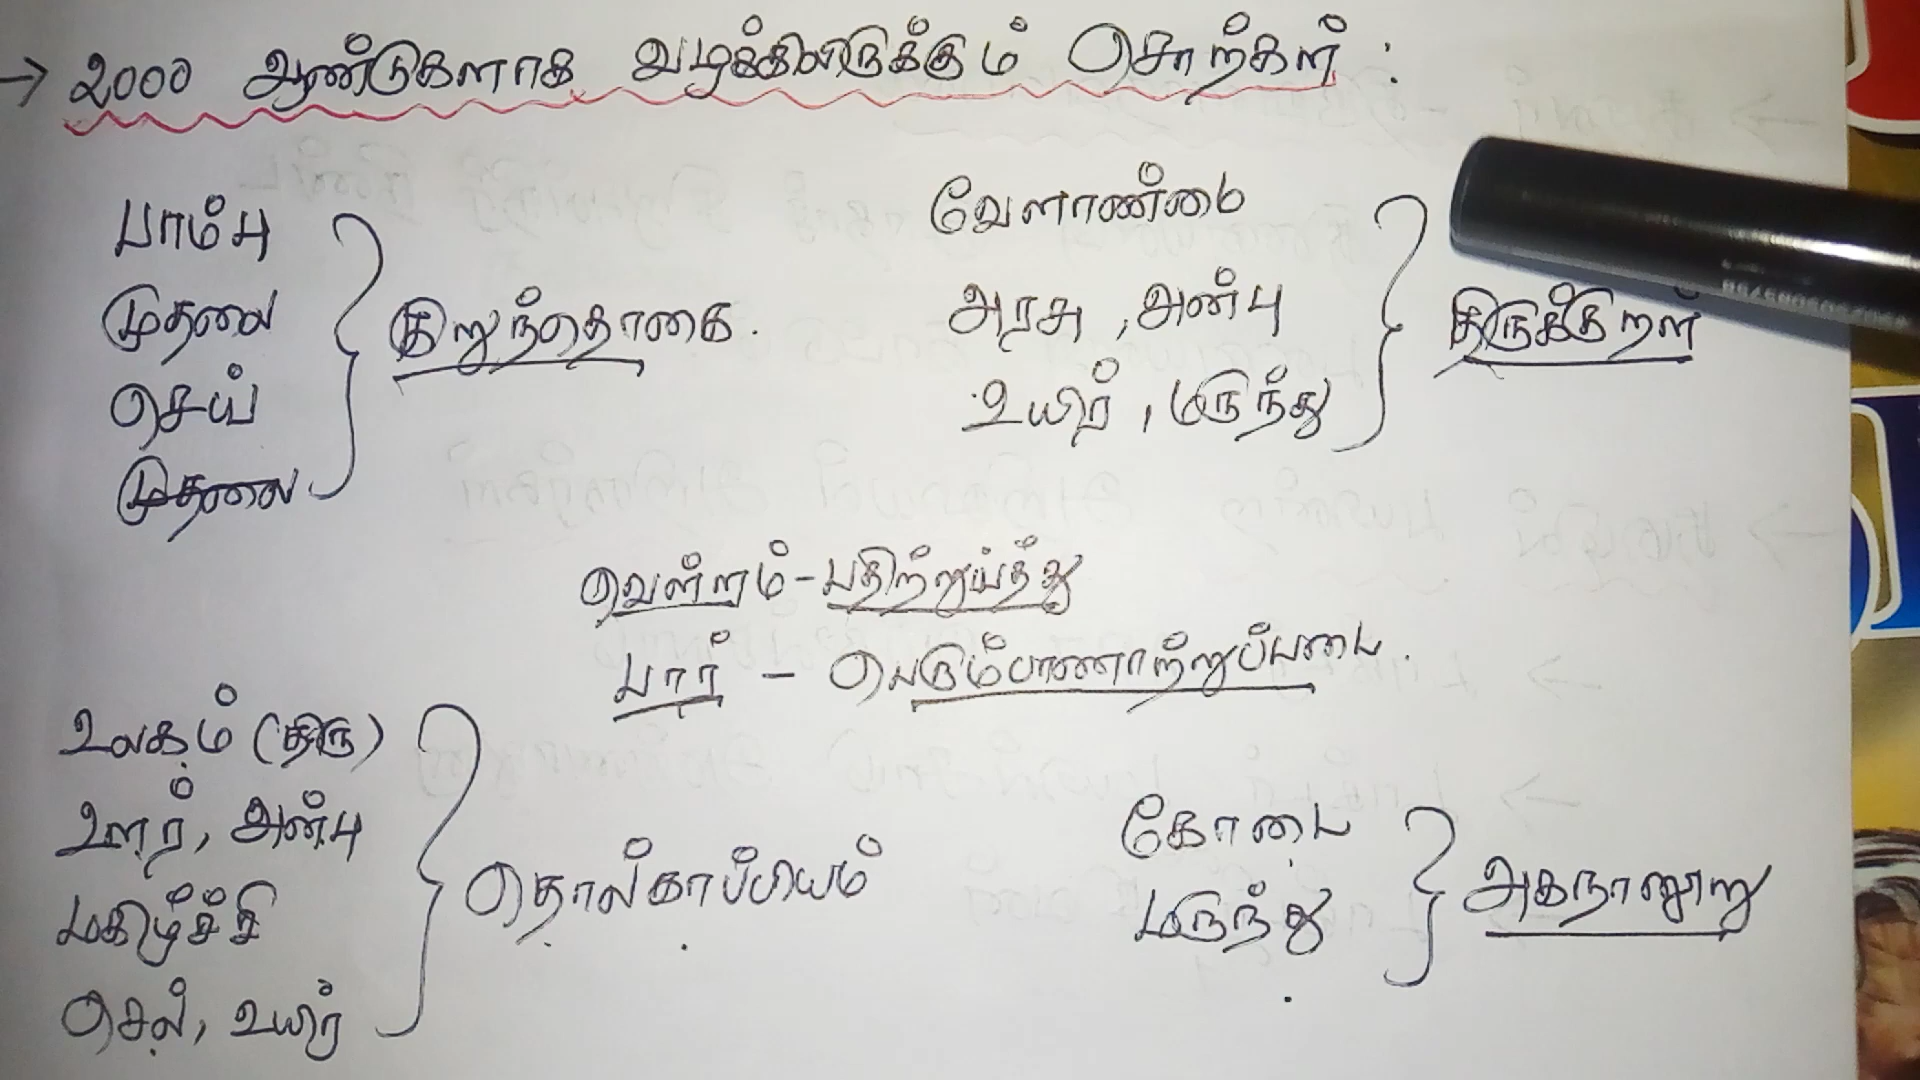 → 2000 ஆண்டுகளாக வழக்கிலிருக்கும் சொற்கள் :
பாம்பு
முதலை
செய்
முதலை
குறுந்தொகை.
வேளாண்மை
அரசு, அன்பு
உயிர், மருந்து
திருக்குறள்
வெள்ளம் - பதிற்றுப்த்து
பார் - பெரும்பாணாற்றுப்படை.
உலகம் (திரு)
ஊர், அன்பு
மகிழ்ச்சி
செல், உயிர்
தொல்காப்பியம்
கோடை
மருந்து
அகநானூறு